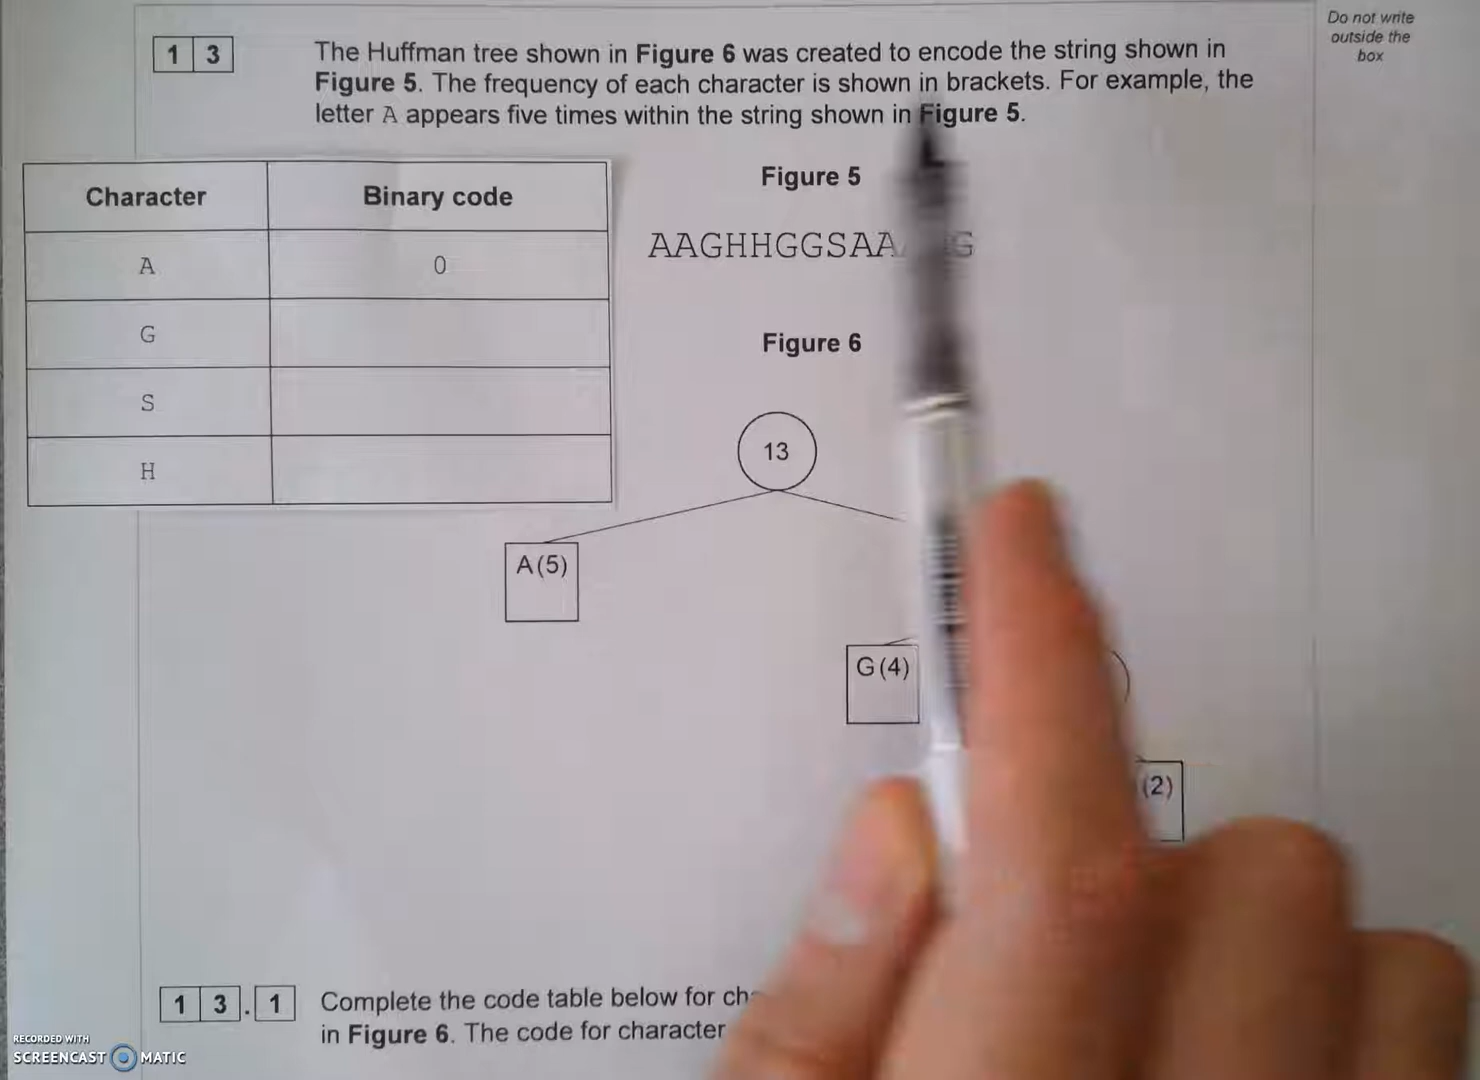 Do not write
outside the
box
1 3
The Huffman tree shown in Figure 6 was created to encode the string shown in
Figure 5. The frequency of each character is shown in brackets. For example, the
letter A appears five times within the string shown in Figure 5.
Character Binary code
A 0
G
S
H
Figure 5
AAGHHGGSAA G
Figure 6
13
A(5)
G(4)
(2)
1 3 . 1
Complete the code table below for
in Figure 6. The code for character
RECORDED WITH
SCREENCAST MATIC